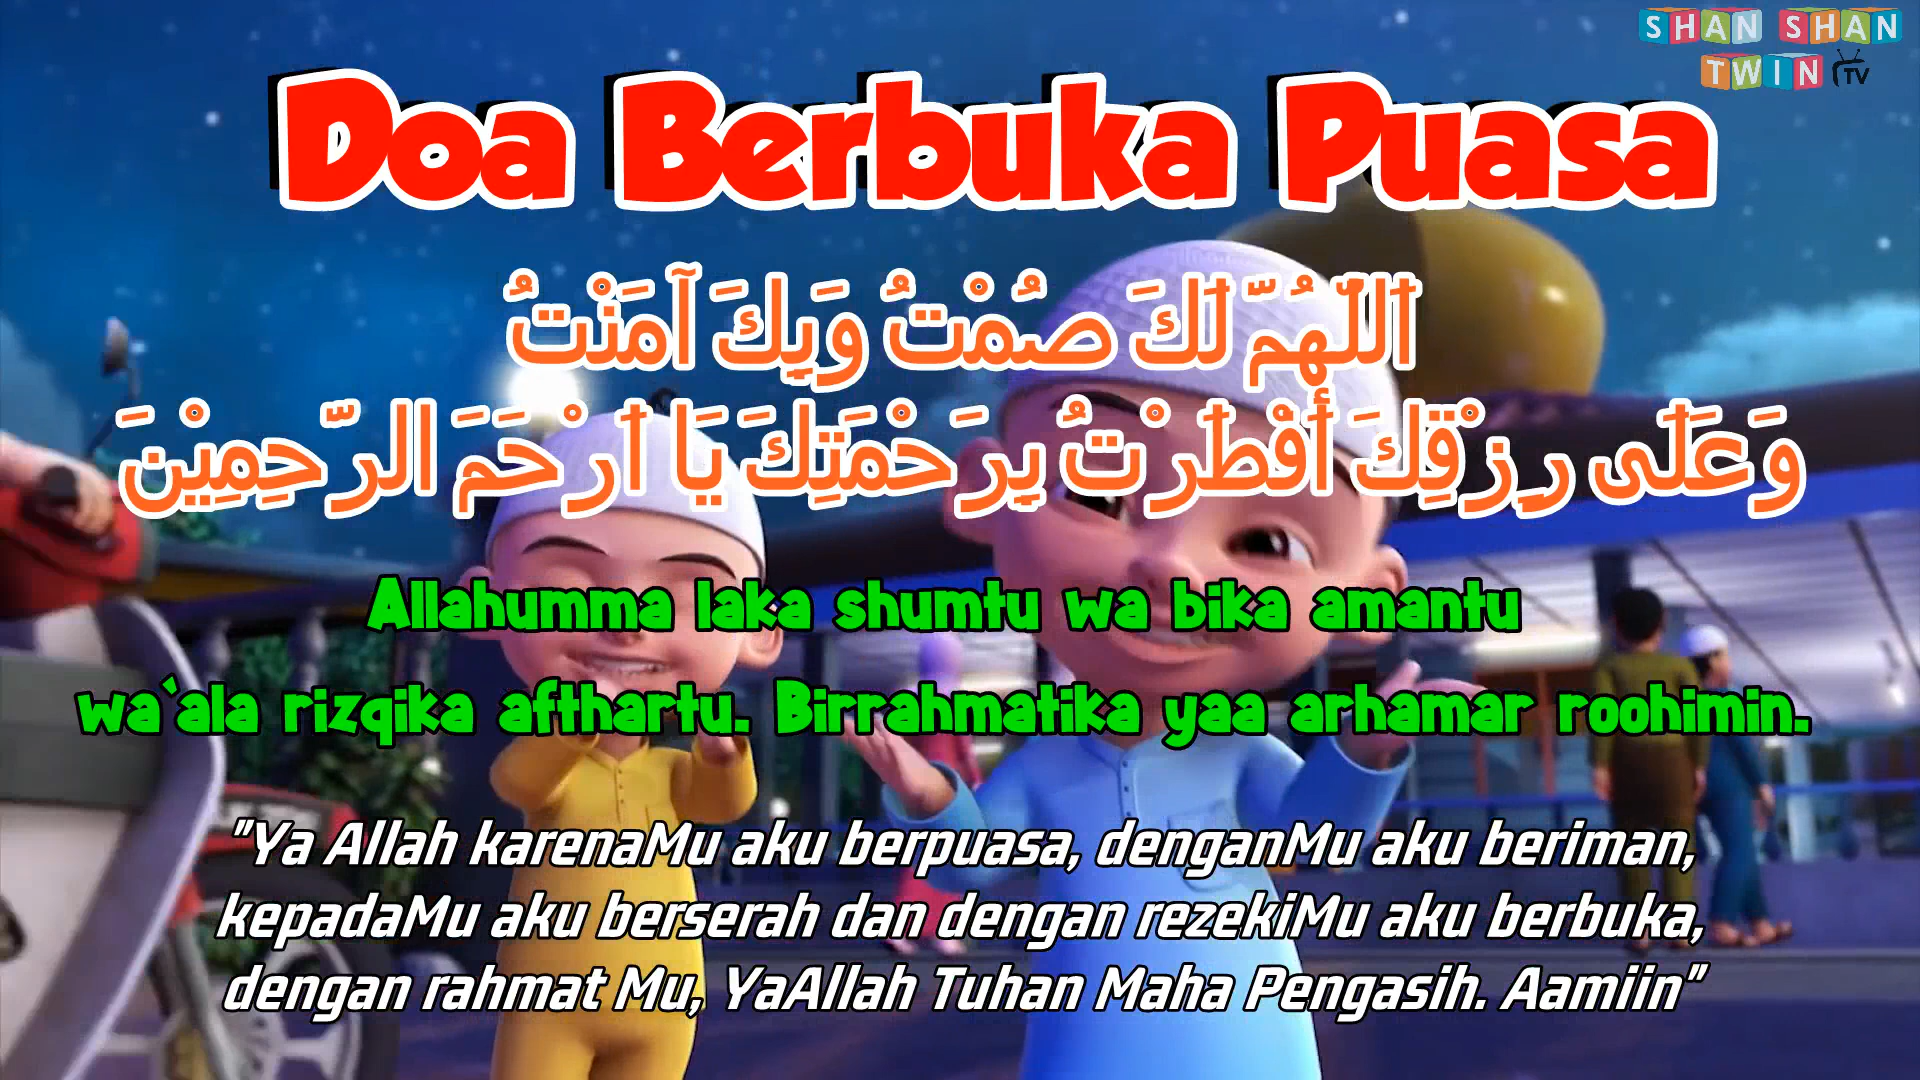 SHAN SHAN
TWIN TV
Doa Berbuka Puasa
اَللّٰهُمَّ لَكَ صُمْتُ وَبِكَ آمَنْتُ
وَعَلَى رِزْقِكَ أَفْطَرْتُ بِرَحْمَتِكَ يَا اَرْحَمَ الرَّحِمِيْنَ
Allahumma laka shumtu wa bika amantu
wa`ala rizqika afthartu. Birrahmatika yaa arhamar roohimin.
"Ya Allah karenaMu aku berpuasa, denganMu aku beriman,
kepadaMu aku berserah dan dengan rezekiMu aku berbuka,
dengan rahmat Mu, YaAllah Tuhan Maha Pengasih. Aamiin"